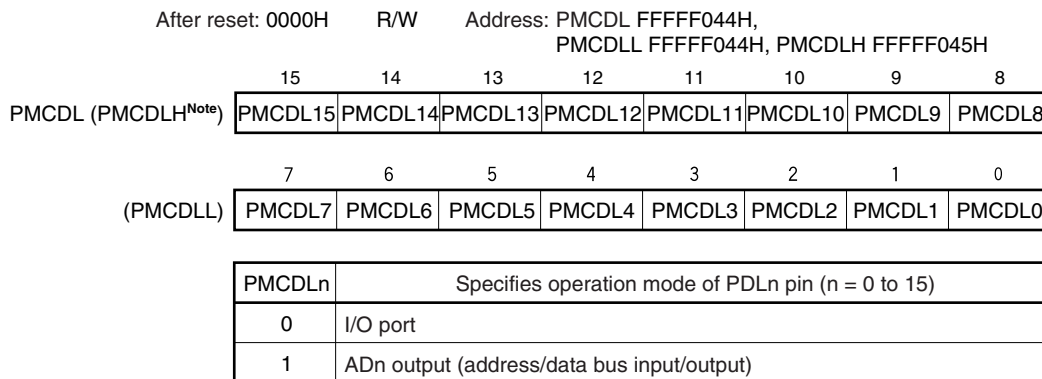 After reset: 0000H R/W Address: PMCDL FFFFF044H,
PMCDLL FFFFF044H, PMCDLH FFFFF045H
15 14 13 12 11 10 9 8
PMCDL (PMCDLHNote) PMCDL15 PMCDL14 PMCDL13 PMCDL12 PMCDL11 PMCDL10 PMCDL9 PMCDL8
7 6 5 4 3 2 1 0
(PMCDLL) PMCDL7 PMCDL6 PMCDL5 PMCDL4 PMCDL3 PMCDL2 PMCDL1 PMCDL0
PMCDLn Specifies operation mode of PDLn pin (n = 0 to 15)
0 I/O port
1 ADn output (address/data bus input/output)